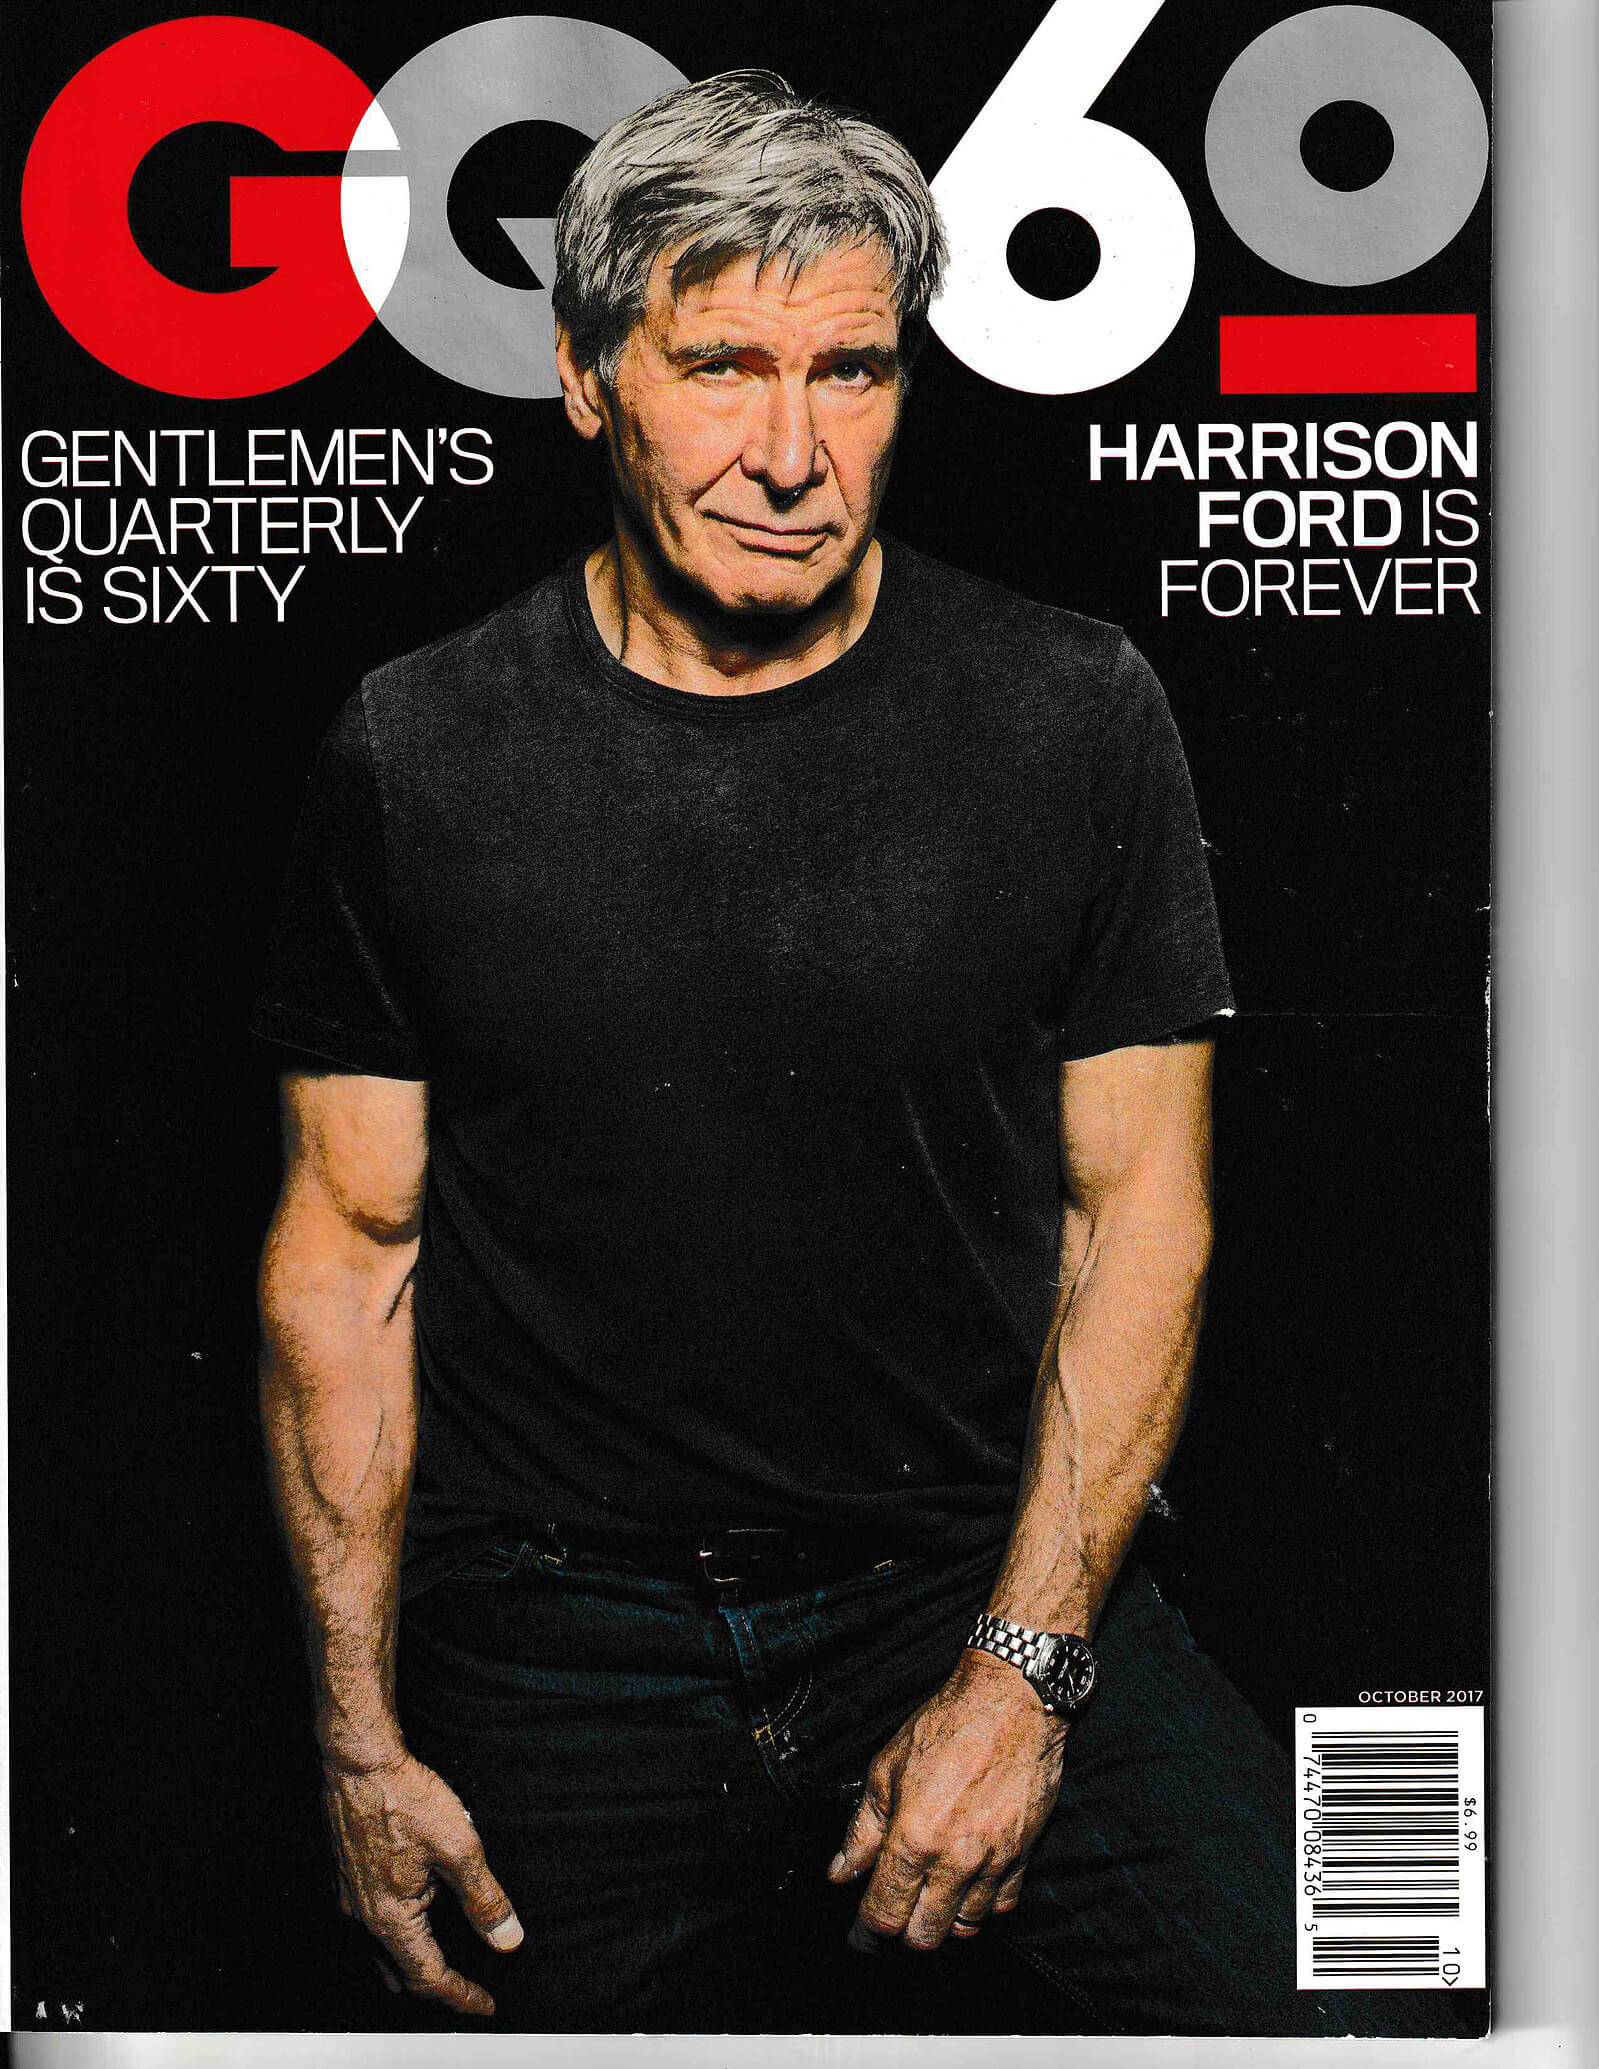 GQ 60
GENTLEMEN'S
QUARTERLY
IS SIXTY
HARRISON
FORD IS
FOREVER
OCTOBER 2017
$6.99
0 74470 08436 5
10>